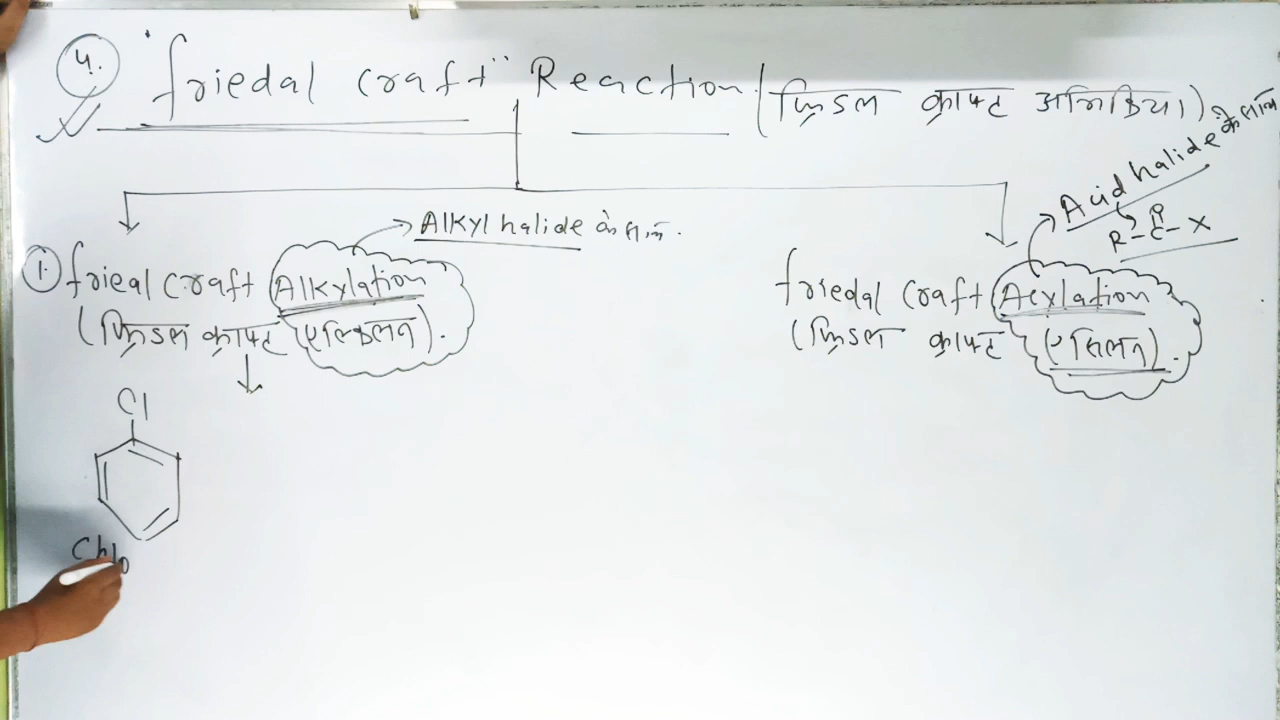 4. "friedal craft" Reaction (फ्रिडल क्राफ्ट अभिक्रिया)
Acid halide के साथ
O
R-C-X
Alkyl halide के साथ.
1. frieal craft Alkylation
(फ्रिडल क्राफ्ट एल्किलन).
friedal craft Acylation
(फ्रिडल क्राफ्ट एसिलन).
Cl
Chlo